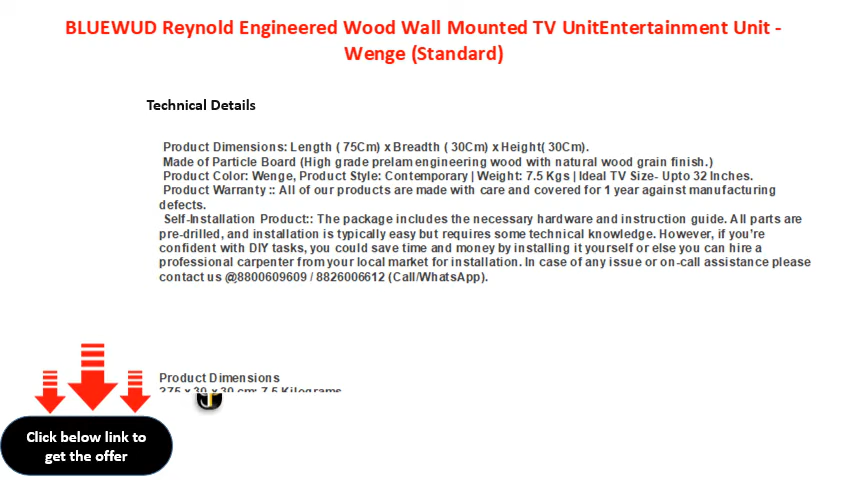 BLUEWUD Reynold Engineered Wood Wall Mounted TV UnitEntertainment Unit -
Wenge (Standard)
Technical Details
Product Dimensions: Length ( 75Cm) x Breadth ( 30Cm) x Height( 30Cm).
Made of Particle Board (High grade prelam engineering wood with natural wood grain finish.)
Product Color: Wenge, Product Style: Contemporary | Weight: 7.5 Kgs | Ideal TV Size- Upto 32 Inches.
Product Warranty :: All of our products are made with care and covered for 1 year against manufacturing
defects.
Self-Installation Product:: The package includes the necessary hardware and instruction guide. All parts are
pre-drilled, and installation is typically easy but requires some technical knowledge. However, if you're
confident with DIY tasks, you could save time and money by installing it yourself or else you can hire a
professional carpenter from your local market for installation. In case of any issue or on-call assistance please
contact us @8800609609 / 8826006612 (Call/WhatsApp).
Product Dimensions
?75 x 30 x 30 cm; 7.5 Kilograms
Click below link to
get the offer